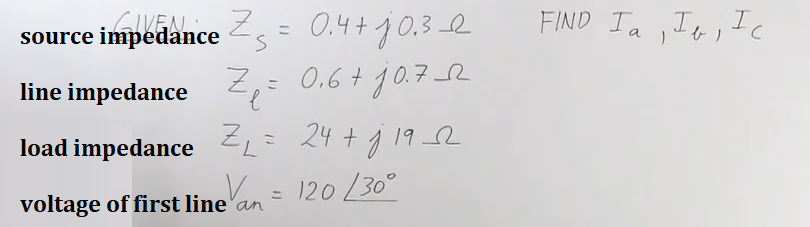 GIVEN: FIND Ia, Ib, Ic
source impedance Zs = 0.4 + j0.3 Ω
line impedance Zℓ = 0.6 + j0.7 Ω
load impedance ZL = 24 + j19 Ω
voltage of first line Van = 120 ∠30°